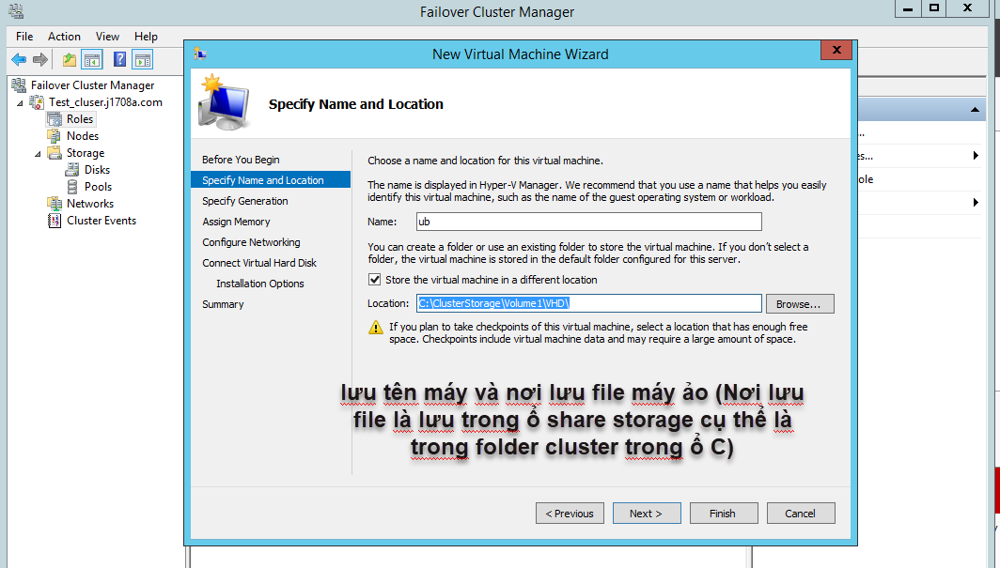 Failover Cluster Manager
File Action View Help
Failover Cluster Manager
Test_cluser.j1708a.com
Roles
Nodes
Storage
Disks
Pools
Networks
Cluster Events
New Virtual Machine Wizard
Specify Name and Location
Before You Begin
Specify Name and Location
Specify Generation
Assign Memory
Configure Networking
Connect Virtual Hard Disk
Installation Options
Summary
Choose a name and location for this virtual machine.
The name is displayed in Hyper-V Manager. We recommend that you use a name that helps you easily
identify this virtual machine, such as the name of the guest operating system or workload.
Name: ub
You can create a folder or use an existing folder to store the virtual machine. If you don't select a
folder, the virtual machine is stored in the default folder configured for this server.
Store the virtual machine in a different location
Location: C:\ClusterStorage\Volume1\VHD\
Browse...
If you plan to take checkpoints of this virtual machine, select a location that has enough free
space. Checkpoints include virtual machine data and may require a large amount of space.
lưu tên máy và nơi lưu file máy ảo (Nơi lưu
file là lưu trong ổ share storage cụ thể là
trong folder cluster trong ổ C)
< Previous Next > Finish Cancel